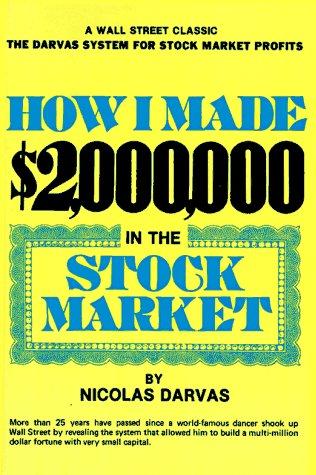 A WALL STREET CLASSIC
THE DARVAS SYSTEM FOR STOCK MARKET PROFITS
HOW I MADE
$2,000,000
IN THE
STOCK
MARKET
BY
NICOLAS DARVAS
More than 25 years have passed since a world-famous dancer shook up
Wall Street by revealing the system that allowed him to build a multi-million
dollar fortune with very small capital.